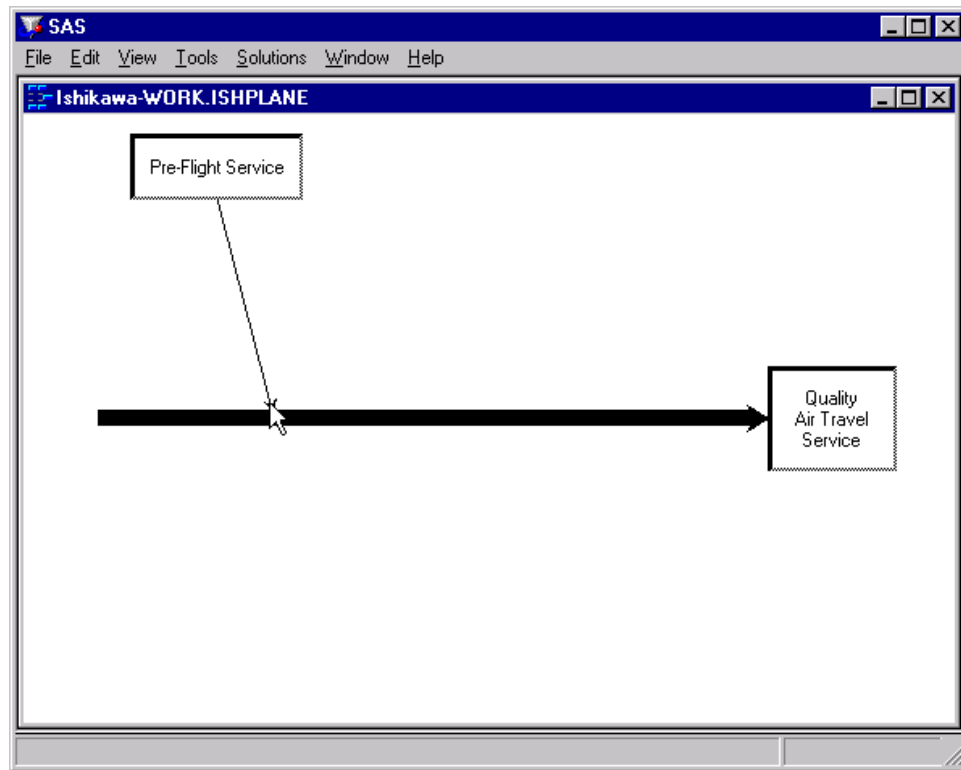 SAS
File Edit View Tools Solutions Window Help
Ishikawa-WORK.ISHPLANE
Pre-Flight Service
Quality
Air Travel
Service